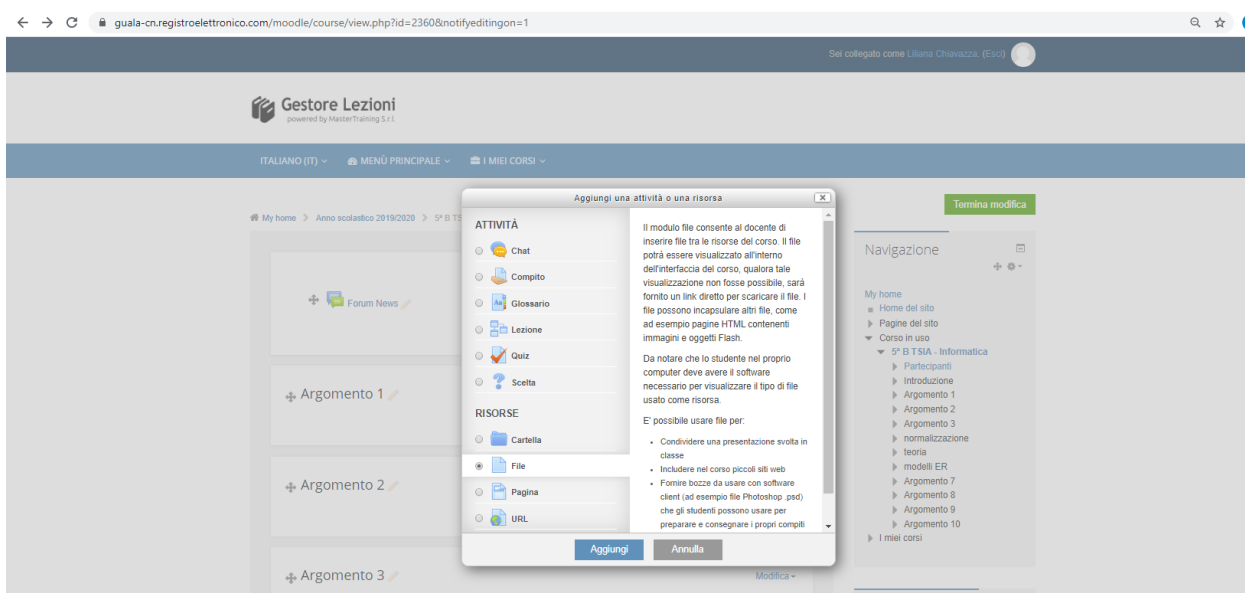 guala-cn.registroelettronico.com/moodle/course/view.php?id=2360&notifyeditingon=1
Sei collegato come Liliana Chiavazza. (Esci)
Gestore Lezioni
powered by MasterTraining S.r.l.
ITALIANO (IT)
MENÙ PRINCIPALE
I MIEI CORSI
My home
Anno scolastico 2019/2020
5ª B TS
Termina modifica
Forum News
Argomento 1
Argomento 2
Argomento 3
Modifica
Aggiungi una attività o una risorsa
ATTIVITÀ
Chat
Compito
Glossario
Lezione
Quiz
Scelta
RISORSE
Cartella
File
Pagina
URL
Il modulo file consente al docente di
inserire file tra le risorse del corso. Il file
potrà essere visualizzato all'interno
dell'interfaccia del corso, qualora tale
visualizzazione non fosse possibile, sarà
fornito un link diretto per scaricare il file. I
file possono incapsulare altri file, come
ad esempio pagine HTML contenenti
immagini e oggetti Flash.
Da notare che lo studente nel proprio
computer deve avere il software
necessario per visualizzare il tipo di file
usato come risorsa.
E' possibile usare file per:
Condividere una presentazione svolta in
classe
Includere nel corso piccoli siti web
Fornire bozze da usare con software
client (ad esempio file Photoshop .psd)
che gli studenti possono usare per
preparare e consegnare i propri compiti
Aggiungi
Annulla
Navigazione
My home
Home del sito
Pagine del sito
Corso in uso
5ª B TSIA - Informatica
Partecipanti
Introduzione
Argomento 1
Argomento 2
Argomento 3
normalizzazione
teoria
modelli ER
Argomento 7
Argomento 8
Argomento 9
Argomento 10
I miei corsi